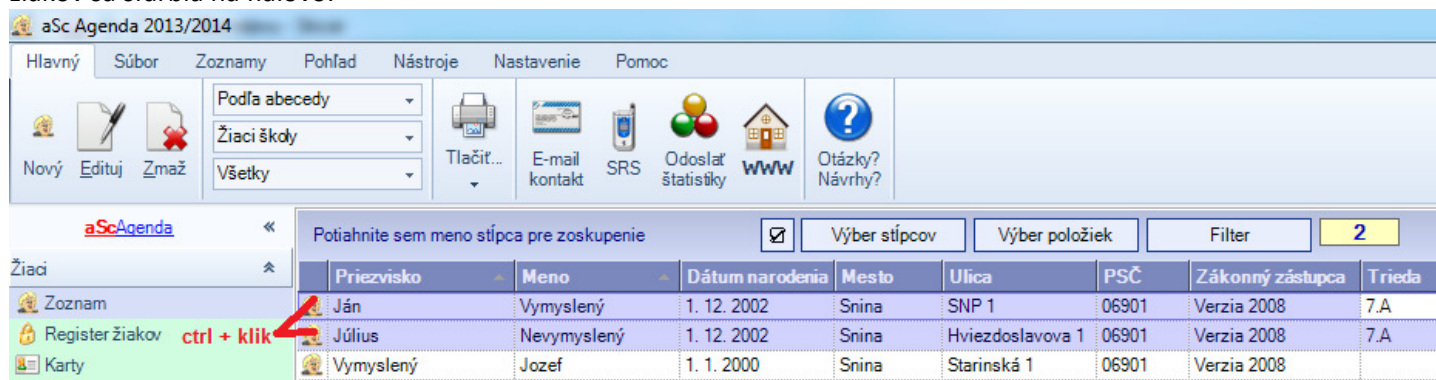 aSc Agenda 2013/2014
Hlavný Súbor Zoznamy Pohľad Nástroje Nastavenie Pomoc
Nový Edituj Zmaž
Podľa abecedy
Žiaci školy
Všetky
Tlačiť...
E-mail kontakt
SRS
Odoslať štatistiky
WWW
Otázky? Návrhy?
aScAgenda «
Potiahnite sem meno stĺpca pre zoskupenie Výber stĺpcov Výber položiek Filter 2
Žiaci
Priezvisko Meno Dátum narodenia Mesto Ulica PSČ Zákonný zástupca Trieda
Zoznam
Ján Vymyslený 1. 12. 2002 Snina SNP 1 06901 Verzia 2008 7.A
Register žiakov
ctrl + klik
Július Nevymyslený 1. 12. 2002 Snina Hviezdoslavova 1 06901 Verzia 2008 7.A
Karty
Vymyslený Jozef 1. 1. 2000 Snina Starinská 1 06901 Verzia 2008